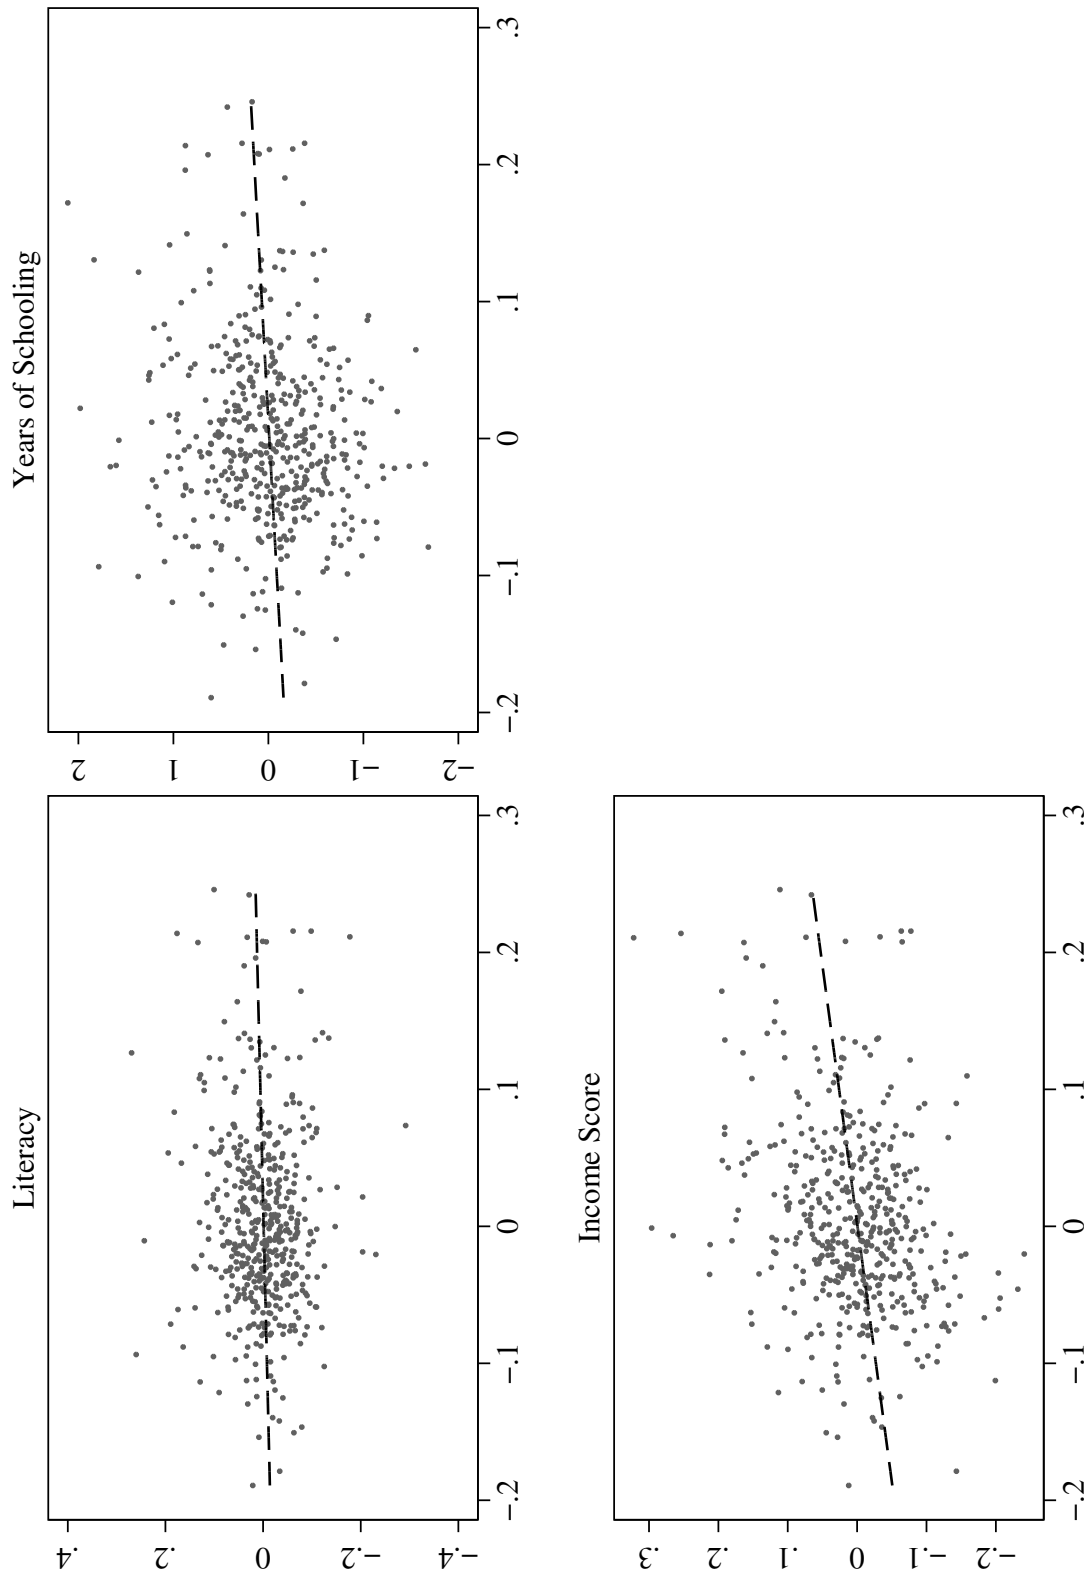 Literacy
.4
.2
0
−.2
−.4
−.2 −.1 0 .1 .2 .3
Years of Schooling
2
1
0
−1
−2
−.2 −.1 0 .1 .2 .3
Income Score
.3
.2
.1
0
−.1
−.2
−.2 −.1 0 .1 .2 .3